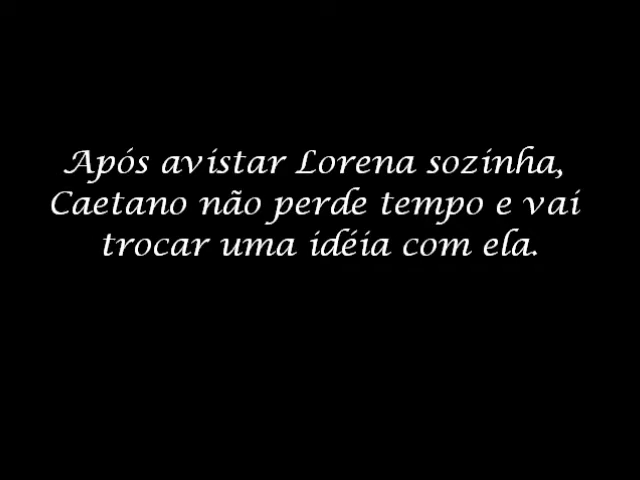 Após avistar Lorena sozinha,
Caetano não perde tempo e vai
trocar uma idéia com ela.